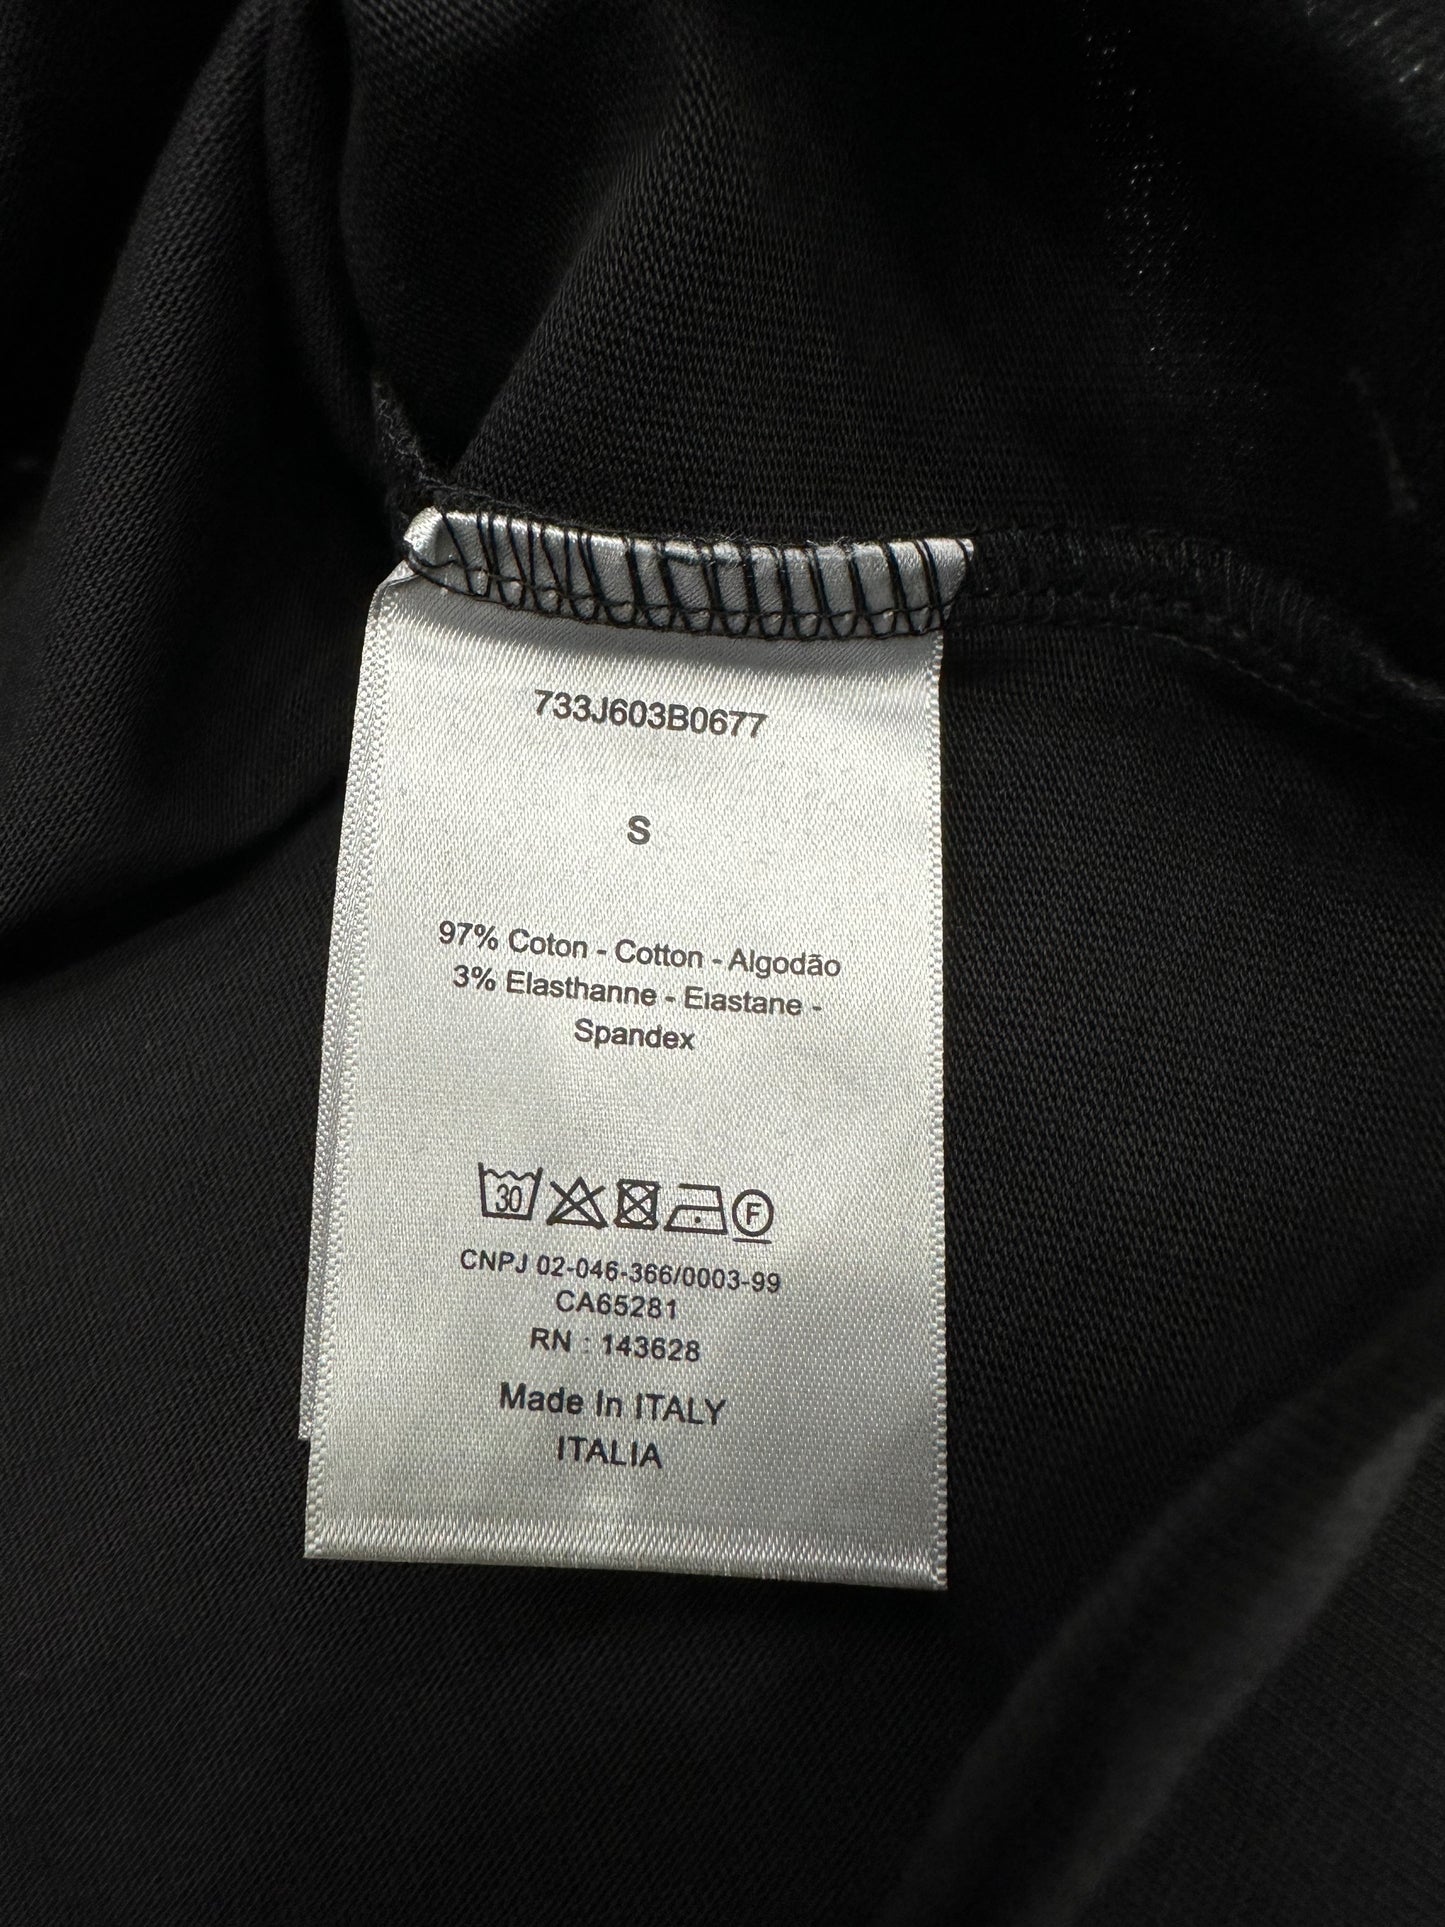 733J603B0677
S
97% Coton - Cotton - Algodão
3% Elasthanne - Elastane -
Spandex
30 F
CNPJ 02-046-366/0003-99
CA65281
RN : 143628
Made In ITALY
ITALIA